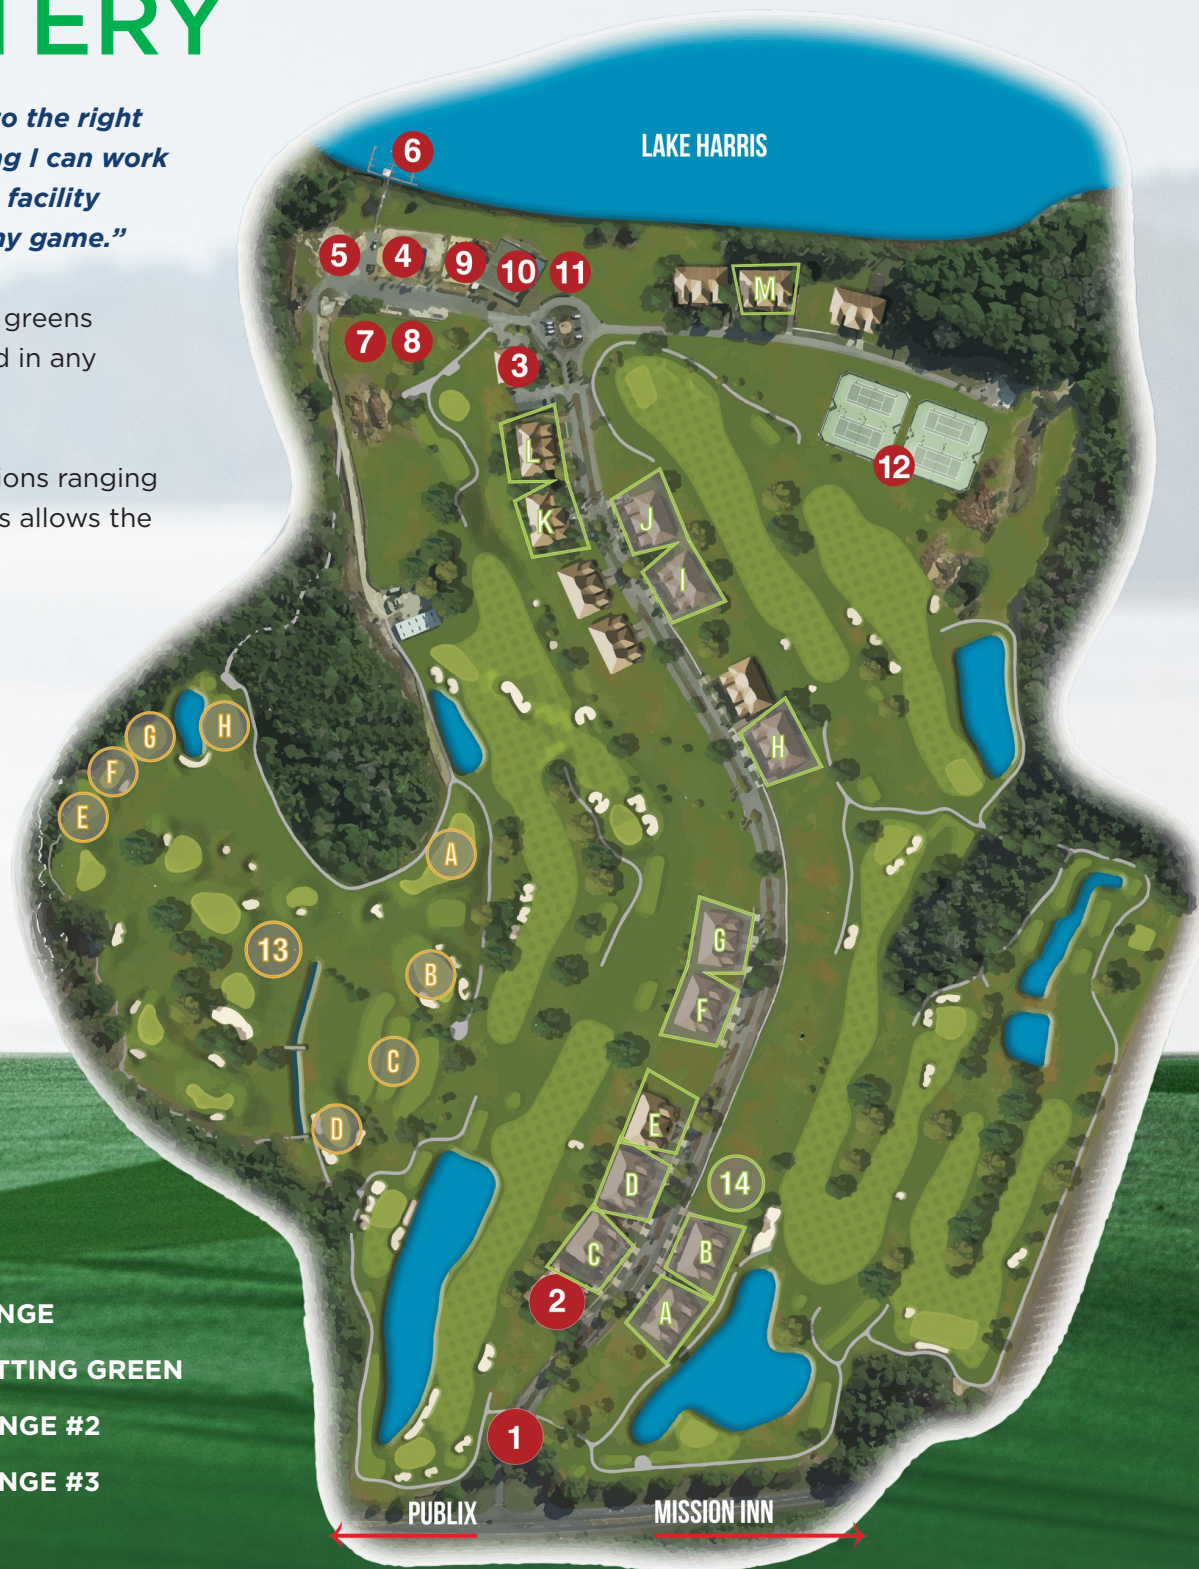 TERY
to the right
ng I can work
facility
ny game.”
greens
d in any
ions ranging
s allows the
LAKE HARRIS
6
5
4
9
10
11
M
7
8
3
12
L
K
J
I
H
G
F
E
H
H
A
13
B
G
F
C
D
E
D
14
C
B
2
A
1
NGE
TTING GREEN
NGE #2
NGE #3
PUBLIX
MISSION INN